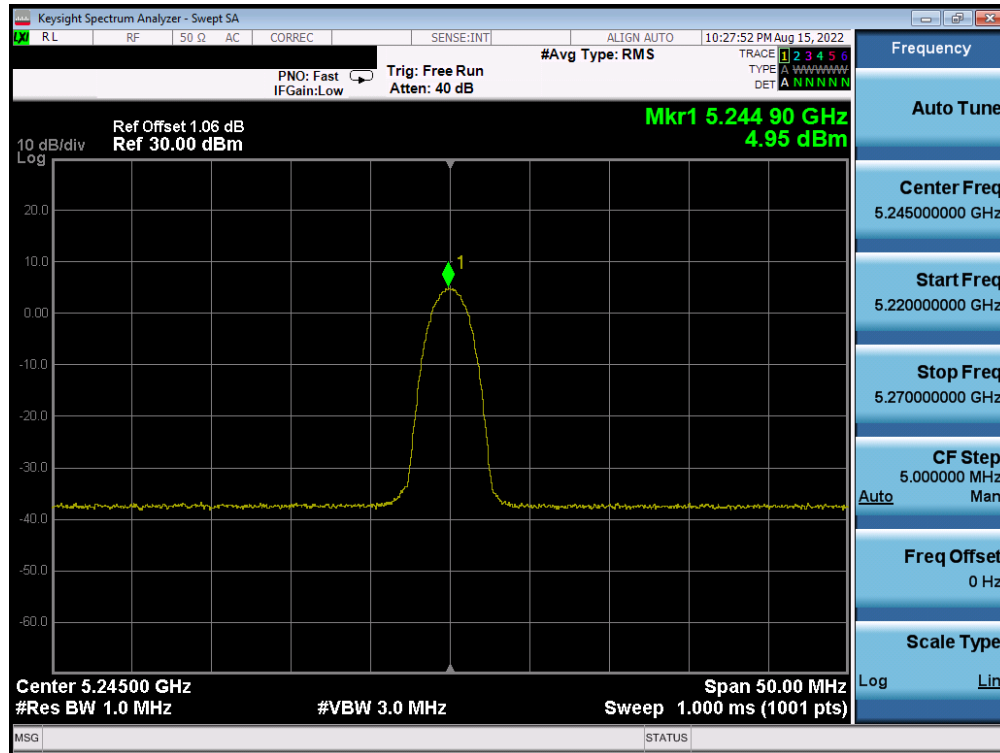 Keysight Spectrum Analyzer - Swept SA
LXI RL RF 50 Ω AC CORREC SENSE:INT ALIGN AUTO 10:27:52 PM Aug 15, 2022
Frequency
#Avg Type: RMS
TRACE 1 2 3 4 5 6
PNO: Fast
Trig: Free Run
TYPE A WWWWW
IFGain:Low
Atten: 40 dB
DET A N N N N N
Auto Tune
Mkr1 5.244 90 GHz
4.95 dBm
Ref Offset 1.06 dB
10 dB/div
Ref 30.00 dBm
Log
Center Freq
5.245000000 GHz
20.0
10.0
1
Start Freq
5.220000000 GHz
0.00
-10.0
Stop Freq
5.270000000 GHz
-20.0
-30.0
CF Step
5.000000 MHz
Auto Man
-40.0
-50.0
Freq Offset
0 Hz
-60.0
Scale Type
Log Lin
Center 5.24500 GHz
Span 50.00 MHz
#Res BW 1.0 MHz
#VBW 3.0 MHz
Sweep 1.000 ms (1001 pts)
MSG
STATUS